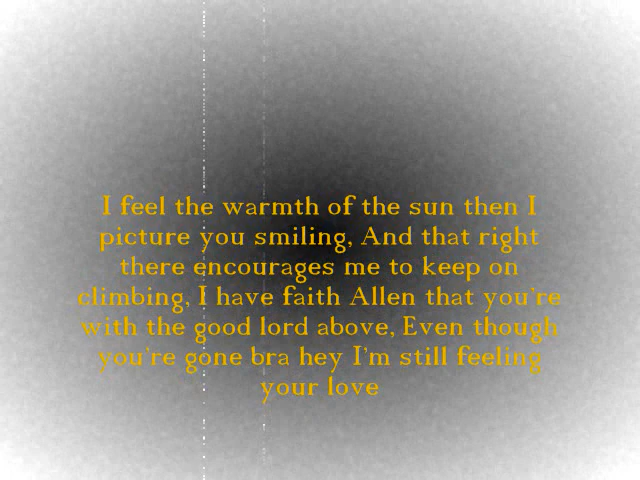 I feel the warmth of the sun then I
picture you smiling, And that right
there encourages me to keep on
climbing, I have faith Allen that you're
with the good lord above, Even though
you're gone bra hey I'm still feeling
your love